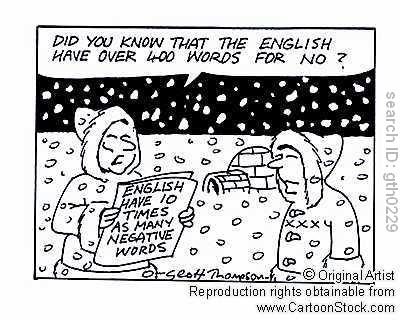 DID YOU KNOW THAT THE ENGLISH
HAVE OVER 400 WORDS FOR NO?
ENGLISH
HAVE 10
TIMES
AS MANY
NEGATIVE
WORDS
Geoff Thompson
© Original Artist
Reproduction rights obtainable from
www.CartoonStock.com
search ID: gth0229